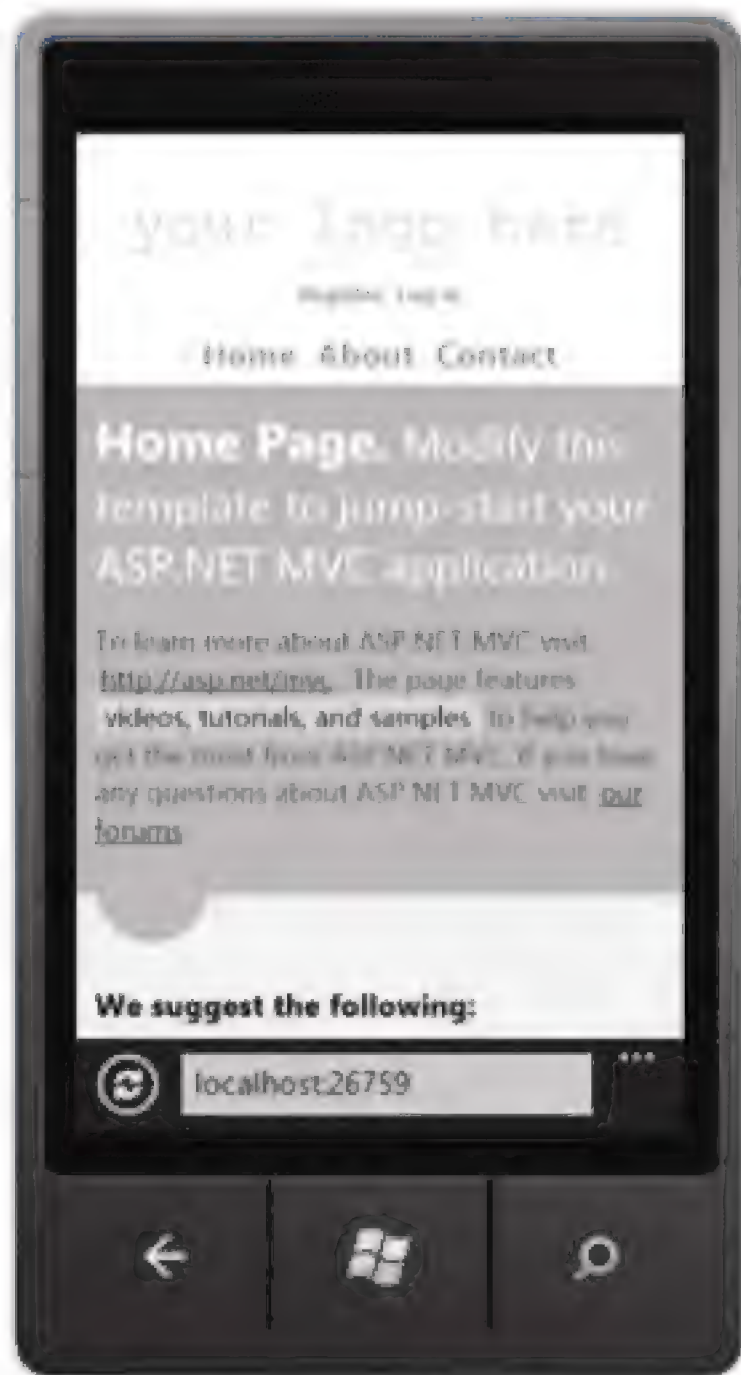 your logo here
Register Log in
Home About Contact
Home Page. Modify this
template to jump-start your
ASP.NET MVC application.
To learn more about ASP.NET MVC visit
http://asp.net/mvc. The page features
videos, tutorials, and samples to help you
get the most from ASP.NET MVC. If you have
any questions about ASP.NET MVC visit our
forums
We suggest the following:
localhost:26759